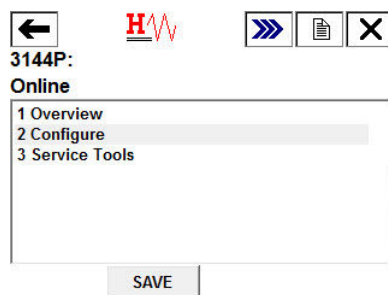 H
3144P:
Online
1 Overview
2 Configure
3 Service Tools
SAVE